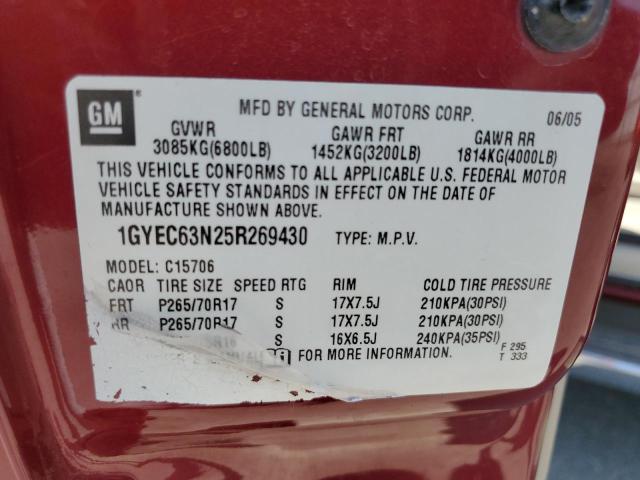 GM ®
MFD BY GENERAL MOTORS CORP. 06/05
GVWR GAWR FRT GAWR RR
3085KG(6800LB) 1452KG(3200LB) 1814KG(4000LB)
THIS VEHICLE CONFORMS TO ALL APPLICABLE U.S. FEDERAL MOTOR
VEHICLE SAFETY STANDARDS IN EFFECT ON THE DATE OF
MANUFACTURE SHOWN ABOVE.
1GYEC63N25R269430 TYPE: M.P.V.
MODEL: C15706
CAOR TIRE SIZE SPEED RTG RIM COLD TIRE PRESSURE
FRT P265/70R17 S 17X7.5J 210KPA(30PSI)
RR P265/70R17 S 17X7.5J 210KPA(30PSI)
S 16X6.5J 240KPA(35PSI)
FOR MORE INFORMATION. F 295
T 333